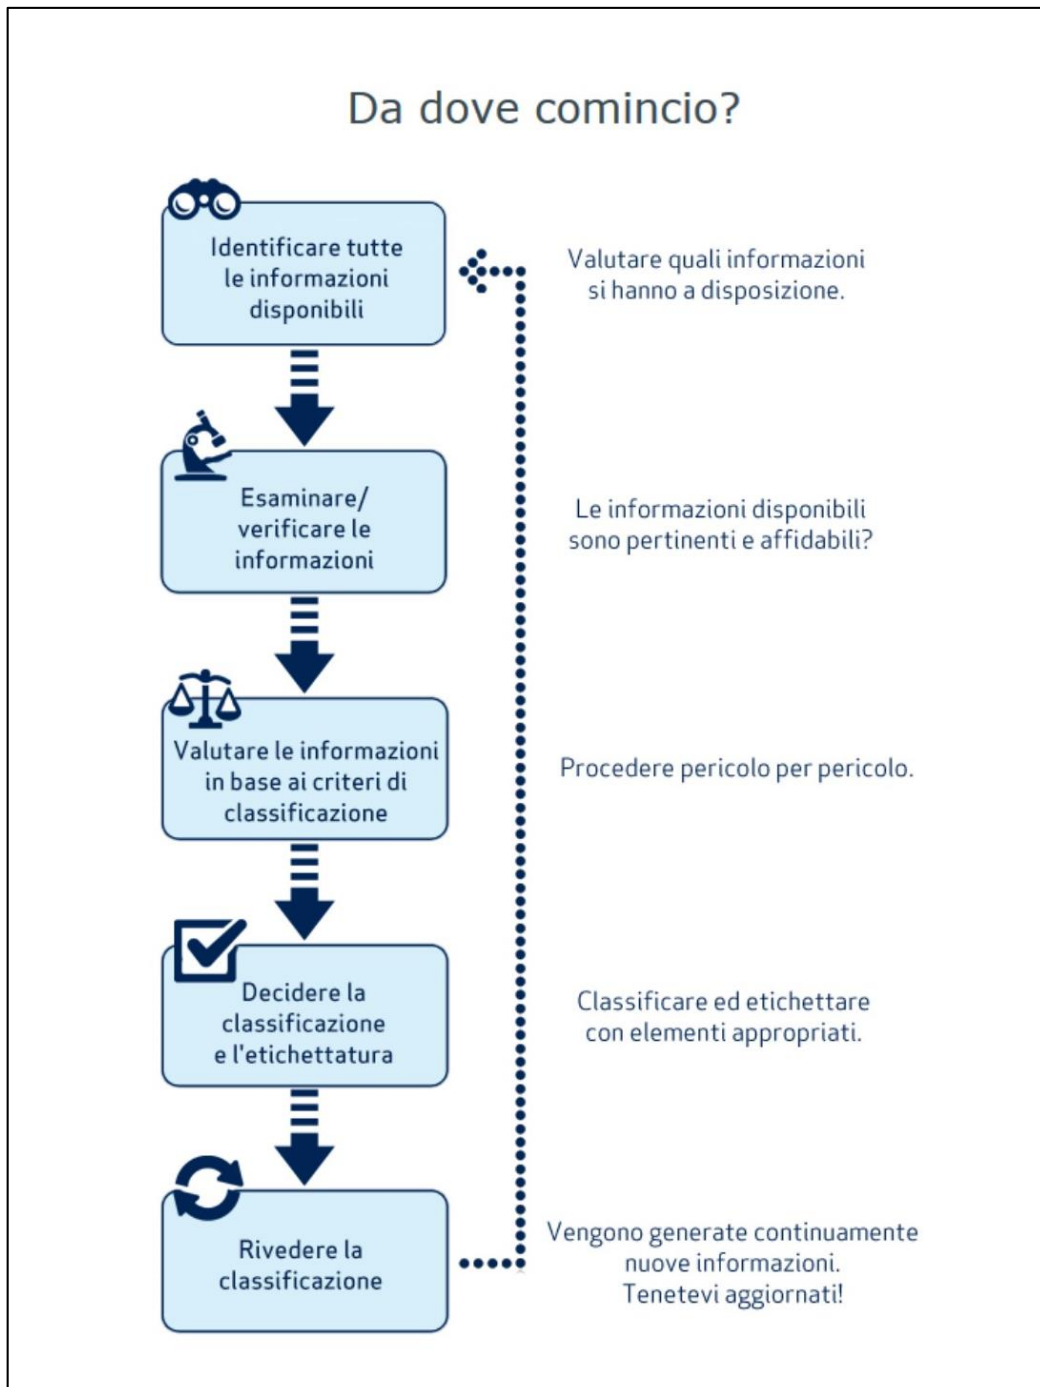 Da dove comincio?
Identificare tutte
le informazioni
disponibili
Valutare quali informazioni
si hanno a disposizione.
Esaminare/
verificare le
informazioni
Le informazioni disponibili
sono pertinenti e affidabili?
Valutare le informazioni
in base ai criteri di
classificazione
Procedere pericolo per pericolo.
Decidere la
classificazione
e l'etichettatura
Classificare ed etichettare
con elementi appropriati.
Rivedere la
classificazione
Vengono generate continuamente
nuove informazioni.
Tenetevi aggiornati!